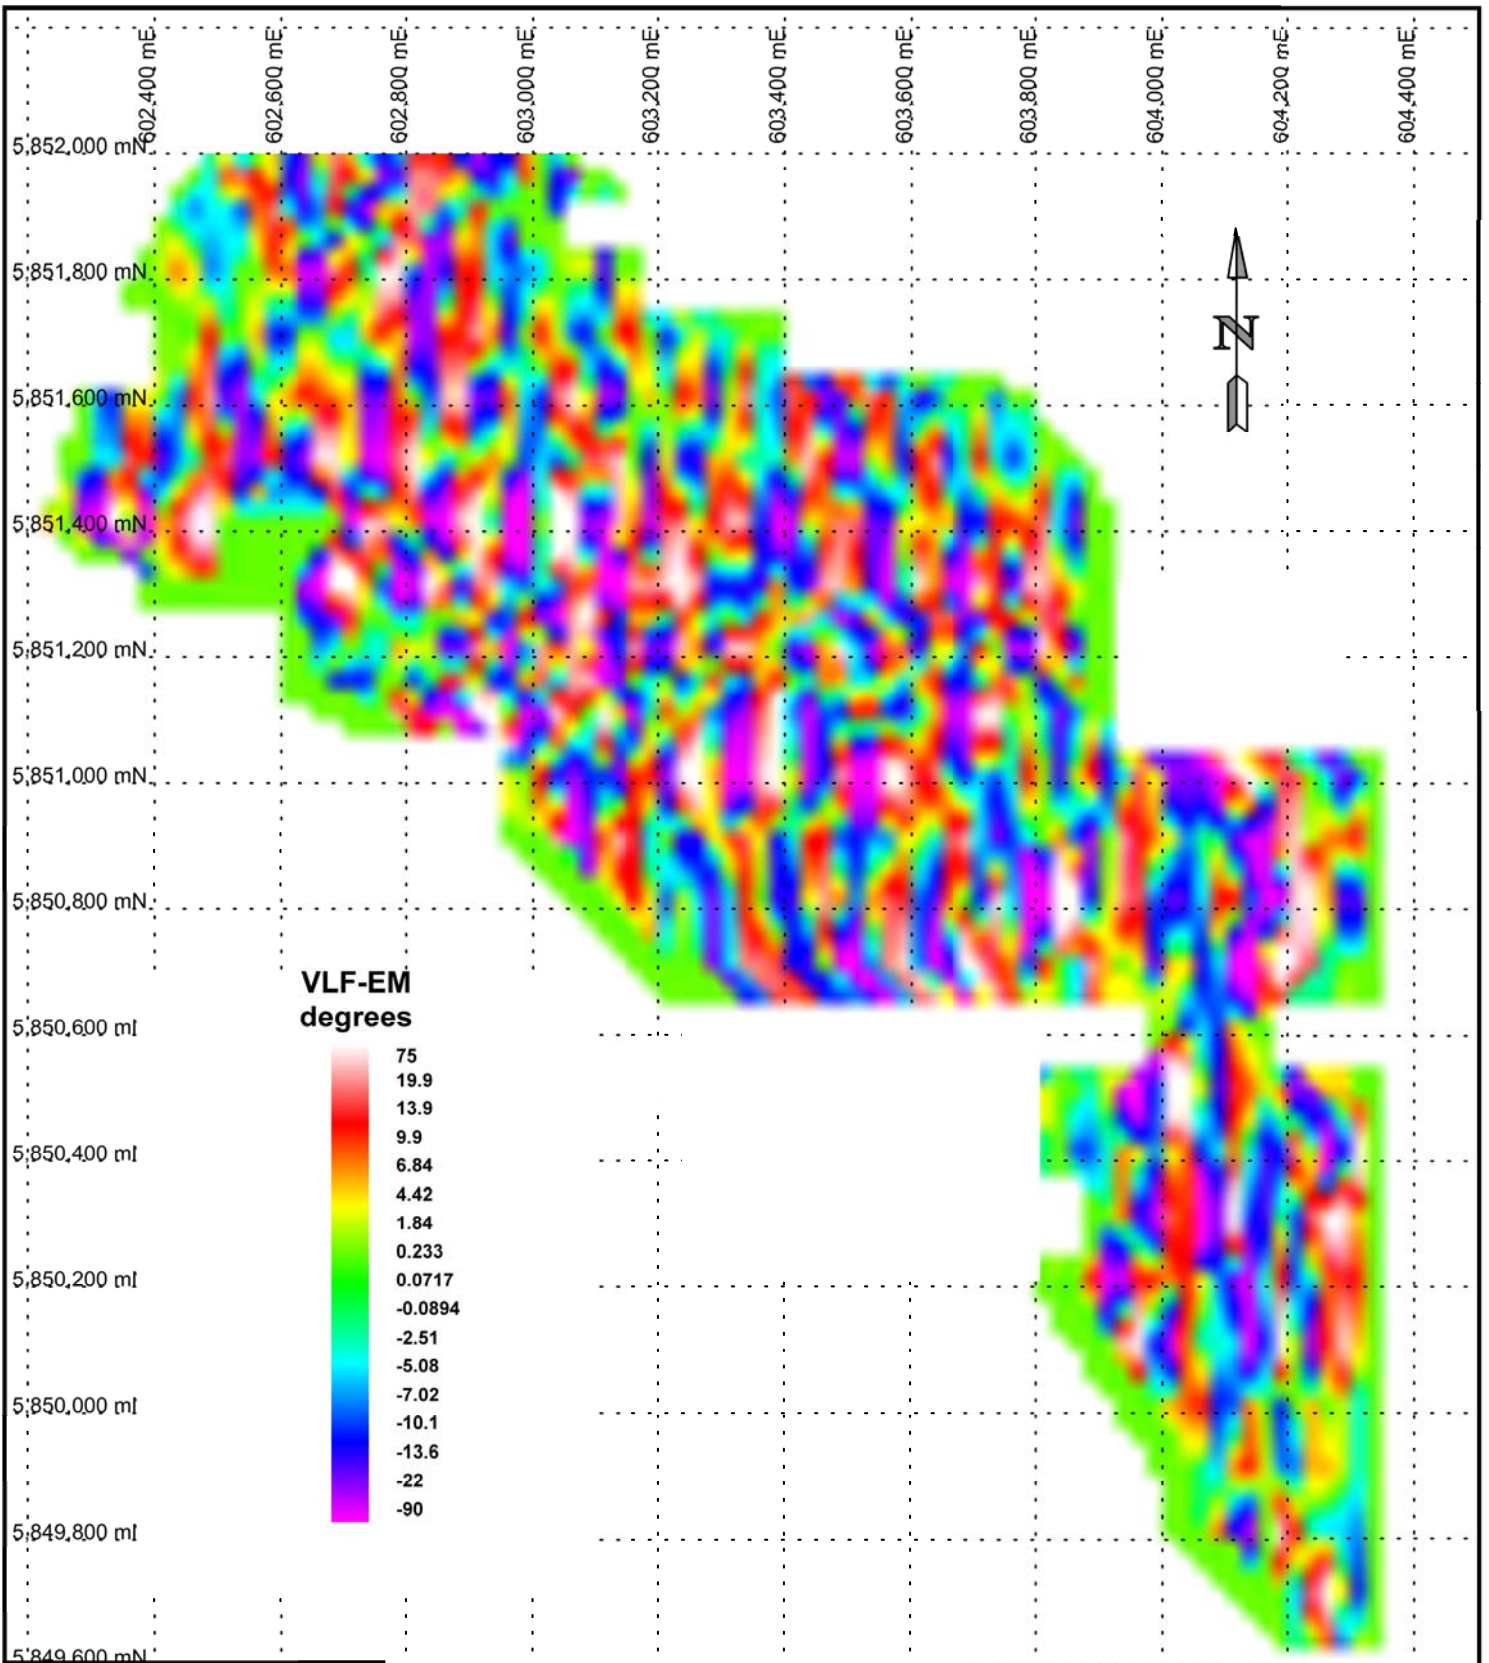 602,400 mE
602,600 mE
602,800 mE
603,000 mE
603,200 mE
603,400 mE
603,600 mE
603,800 mE
604,000 mE
604,200 mE
604,400 mE
5,852,000 mN
5,851,800 mN
N
5,851,600 mN
5,851,400 mN
5,851,200 mN
5,851,000 mN
5,850,800 mN
VLF-EM
degrees
5,850,600 ml
75
19.9
13.9
9.9
6.84
5,850,400 ml
4.42
1.84
0.233
0.0717
5,850,200 ml
-0.0894
-2.51
-5.08
-7.02
5,850,000 ml
-10.1
-13.6
-22
-90
5,849,800 ml
5,849,600 mN